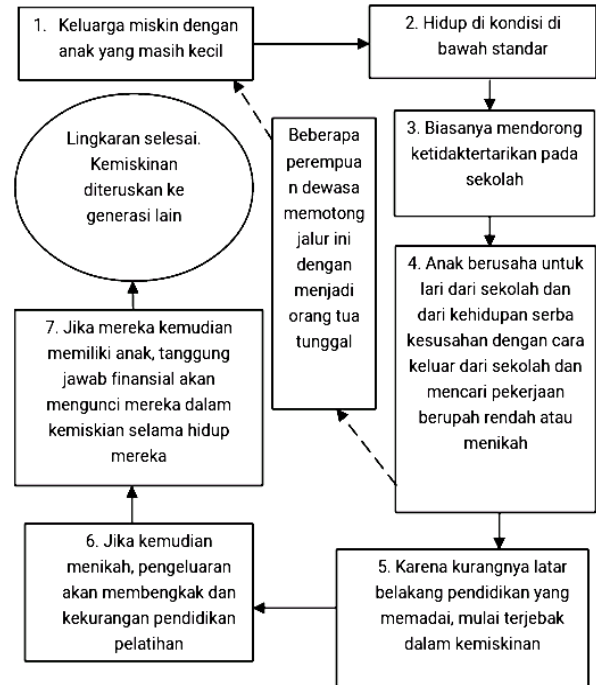 1. Keluarga miskin dengan
anak yang masih kecil
2. Hidup di kondisi di
bawah standar
3. Biasanya mendorong
ketidaktertarikan pada
sekolah
4. Anak berusaha untuk
lari dari sekolah dan
dari kehidupan serba
kesusahan dengan cara
keluar dari sekolah dan
mencari pekerjaan
berupah rendah atau
menikah
5. Karena kurangnya latar
belakang pendidikan yang
memadai, mulai terjebak
dalam kemiskinan
6. Jika kemudian
menikah, pengeluaran
akan membengkak dan
kekurangan pendidikan
pelatihan
7. Jika mereka kemudian
memiliki anak, tanggung
jawab finansial akan
mengunci mereka dalam
kemiskian selama hidup
mereka
Lingkaran selesai.
Kemiskinan
diteruskan ke
generasi lain
Beberapa
perempua
n dewasa
memotong
jalur ini
dengan
menjadi
orang tua
tunggal